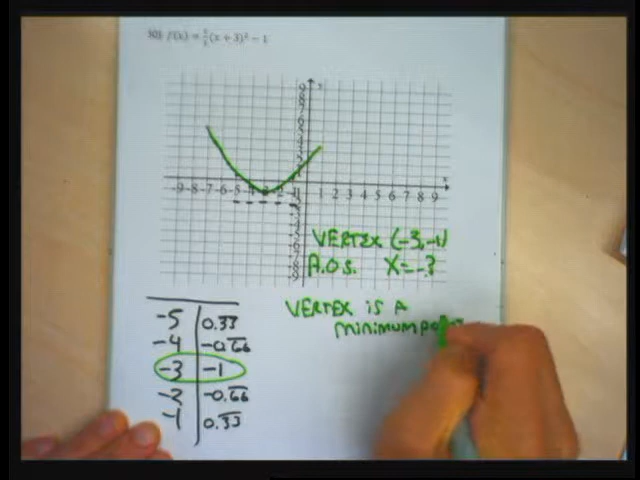 f(x) = (x + 3)² − 1
y
-9 -8 -7 -6 -5 -4 -3 -2 1 2 3 4 5 6 7 8 9 x
VERTEX (-3,-1)
A.O.S. X=-3
VERTEX IS A
MINIMUM
-5 0.33
-4 -0.66
-3 -1
-2 -0.66
-1 0.33